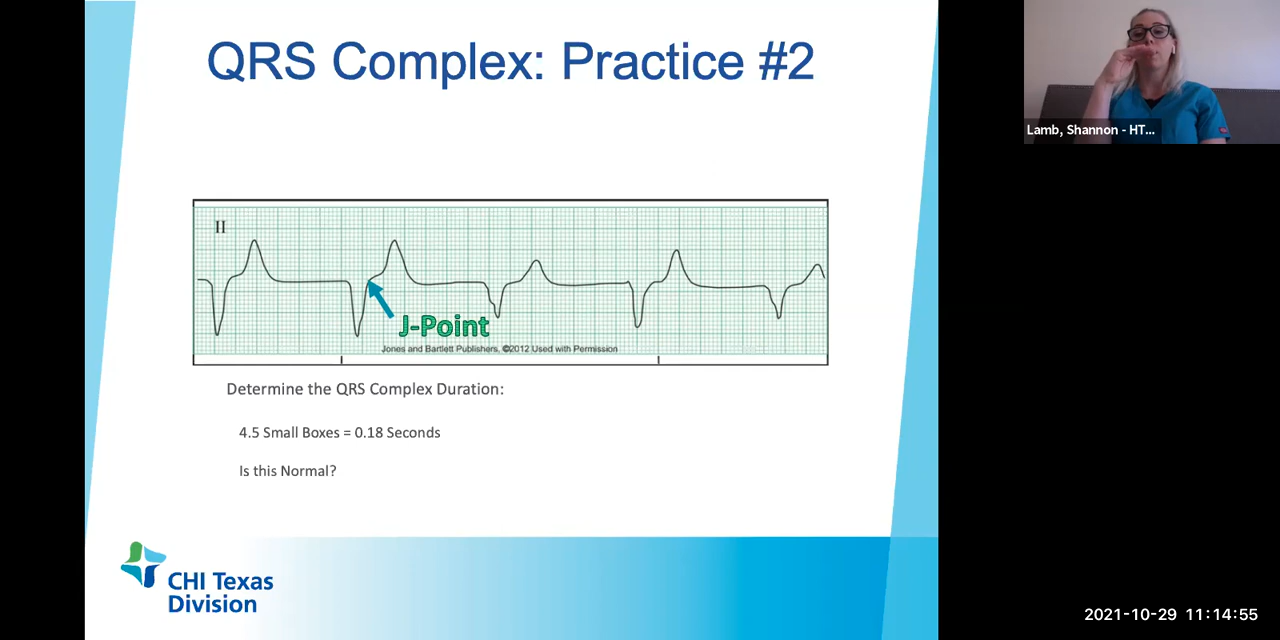 QRS Complex: Practice #2
Lamb, Shannon - HT...
II
J-Point
Jones and Bartlett Publishers, ©2012 Used with Permission
Determine the QRS Complex Duration:
4.5 Small Boxes = 0.18 Seconds
Is this Normal?
CHI Texas
Division
2021-10-29 11:14:55